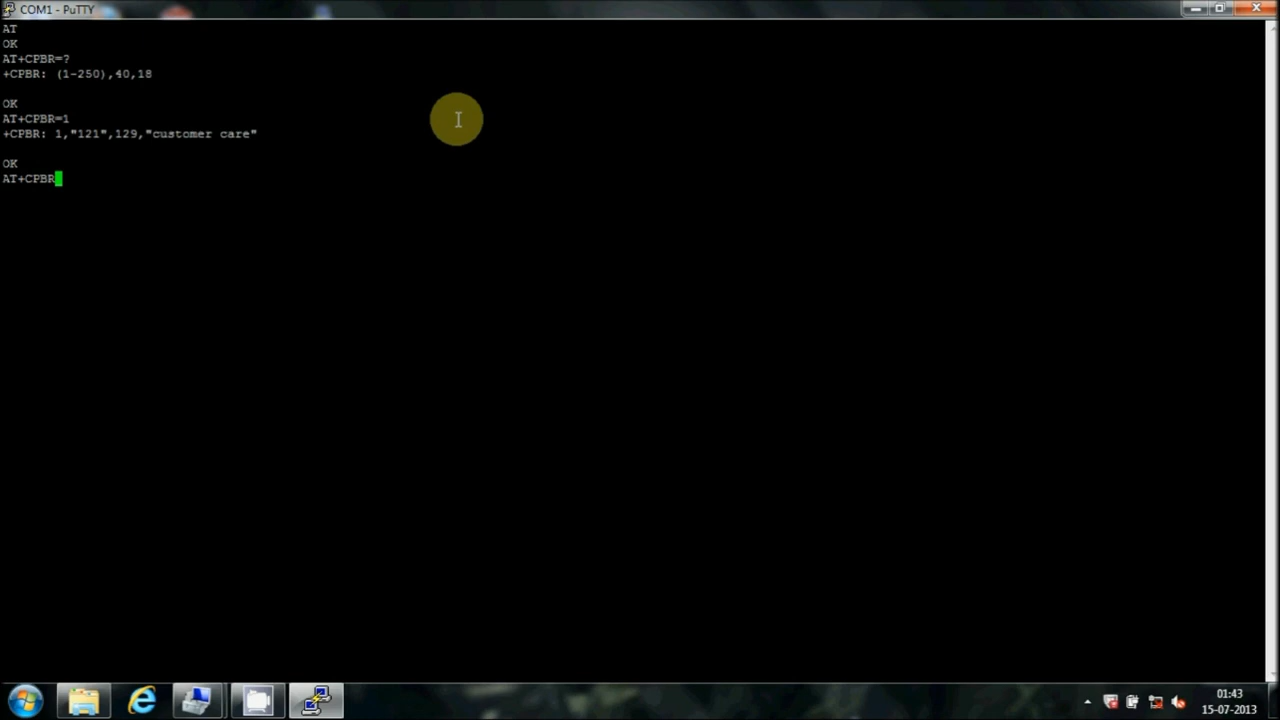 COM1 - PuTTY
AT
OK
AT+CPBR=?
+CPBR: (1-250),40,18
OK
AT+CPBR=1
+CPBR: 1,"121",129,"customer care"
OK
AT+CPBR
01:43
15-07-2013